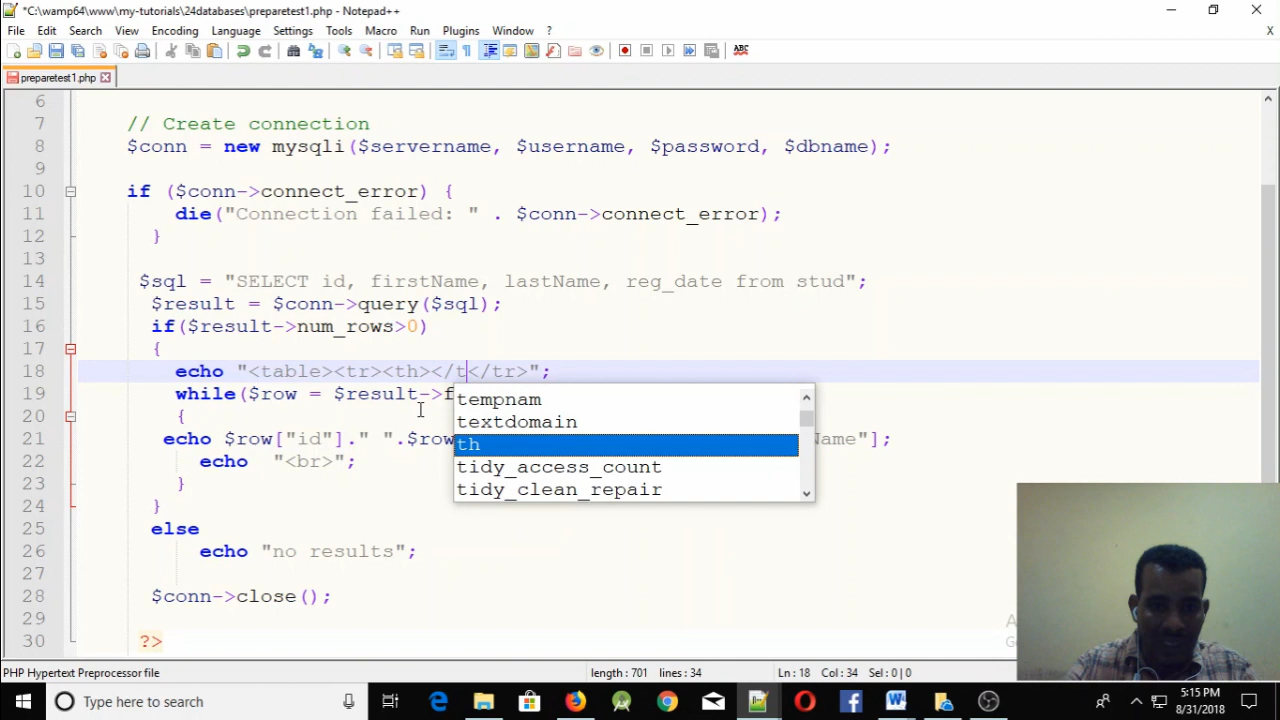 *C:\wamp64\www\my-tutorials\24databases\preparetest1.php - Notepad++
File Edit Search View Encoding Language Settings Tools Macro Run Plugins Window ? X
ABC
preparetest1.php
6
7 // Create connection
8 $conn = new mysqli($servername, $username, $password, $dbname);
9
10 if ($conn->connect_error) {
11 die("Connection failed: " . $conn->connect_error);
12 }
13
14 $sql = "SELECT id, firstName, lastName, reg_date from stud";
15 $result = $conn->query($sql);
16 if($result->num_rows>0)
17 {
18 echo "<table><tr><th></t</tr>";
19 while($row = $result->f
20 {
21 echo $row["id"]." ".$row Name"];
22 echo "<br>";
23 }
24 }
25 else
26 echo "no results";
27
28 $conn->close();
29
30 ?>
tempnam
textdomain
th
tidy_access_count
tidy_clean_repair
PHP Hypertext Preprocessor file length : 701 lines : 34 Ln : 18 Col : 34 Sel : 0 | 0
Type here to search
5:15 PM
8/31/2018